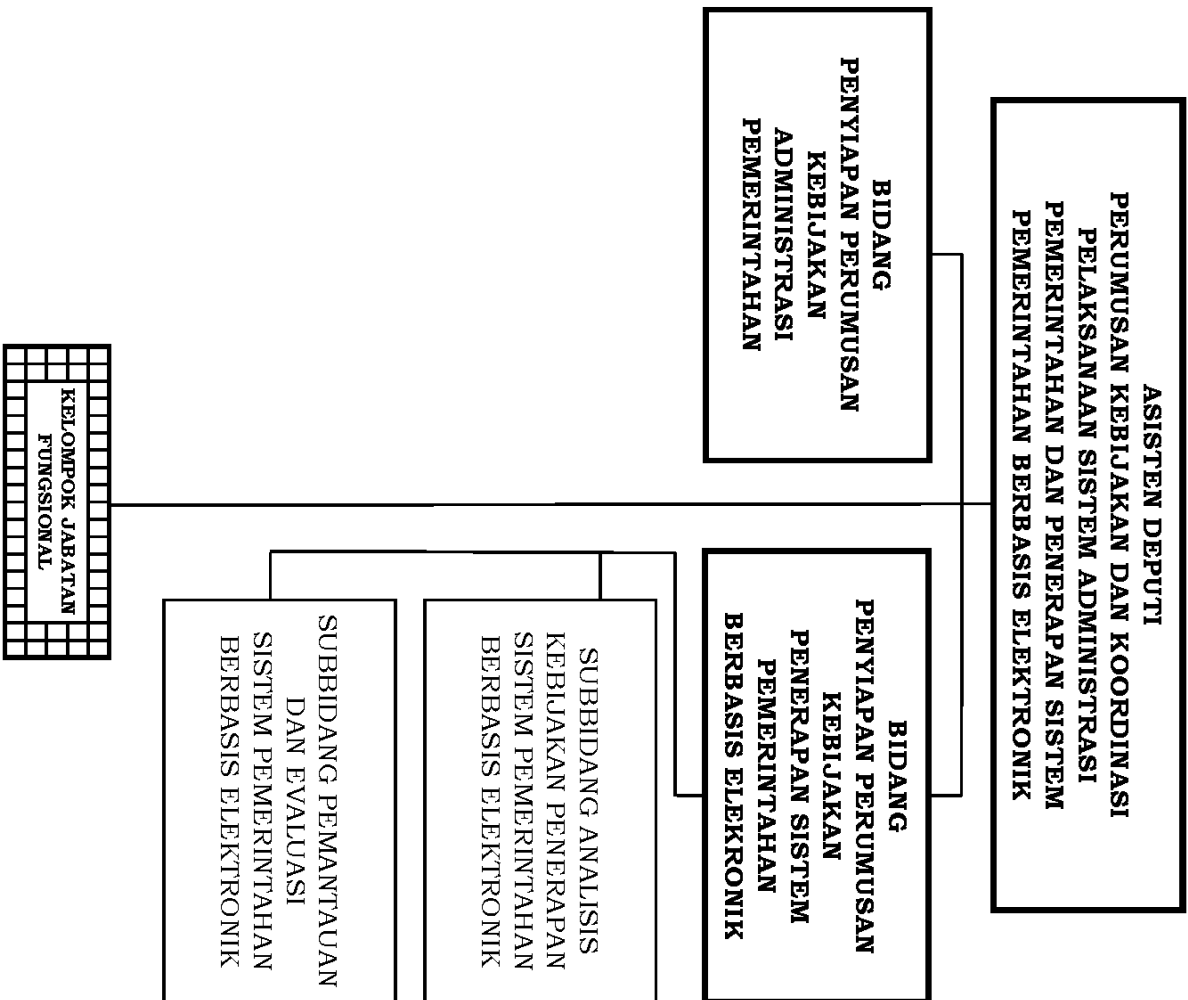 ASISTEN DEPUTI
PERUMUSAN KEBIJAKAN DAN KOORDINASI
PELAKSANAAN SISTEM ADMINISTRASI
PEMERINTAHAN DAN PENERAPAN SISTEM
PEMERINTAHAN BERBASIS ELEKTRONIK
BIDANG
PENYIAPAN PERUMUSAN
KEBIJAKAN
ADMINISTRASI
PEMERINTAHAN
BIDANG
PENYIAPAN PERUMUSAN
KEBIJAKAN
PENERAPAN SISTEM
PEMERINTAHAN
BERBASIS ELEKRONIK
SUBBIDANG ANALISIS
KEBIJAKAN PENERAPAN
SISTEM PEMERINTAHAN
BERBASIS ELEKTRONIK
SUBBIDANG PEMANTAUAN
DAN EVALUASI
SISTEM PEMERINTAHAN
BERBASIS ELEKTRONIK
KELOMPOK JABATAN
FUNGSIONAL